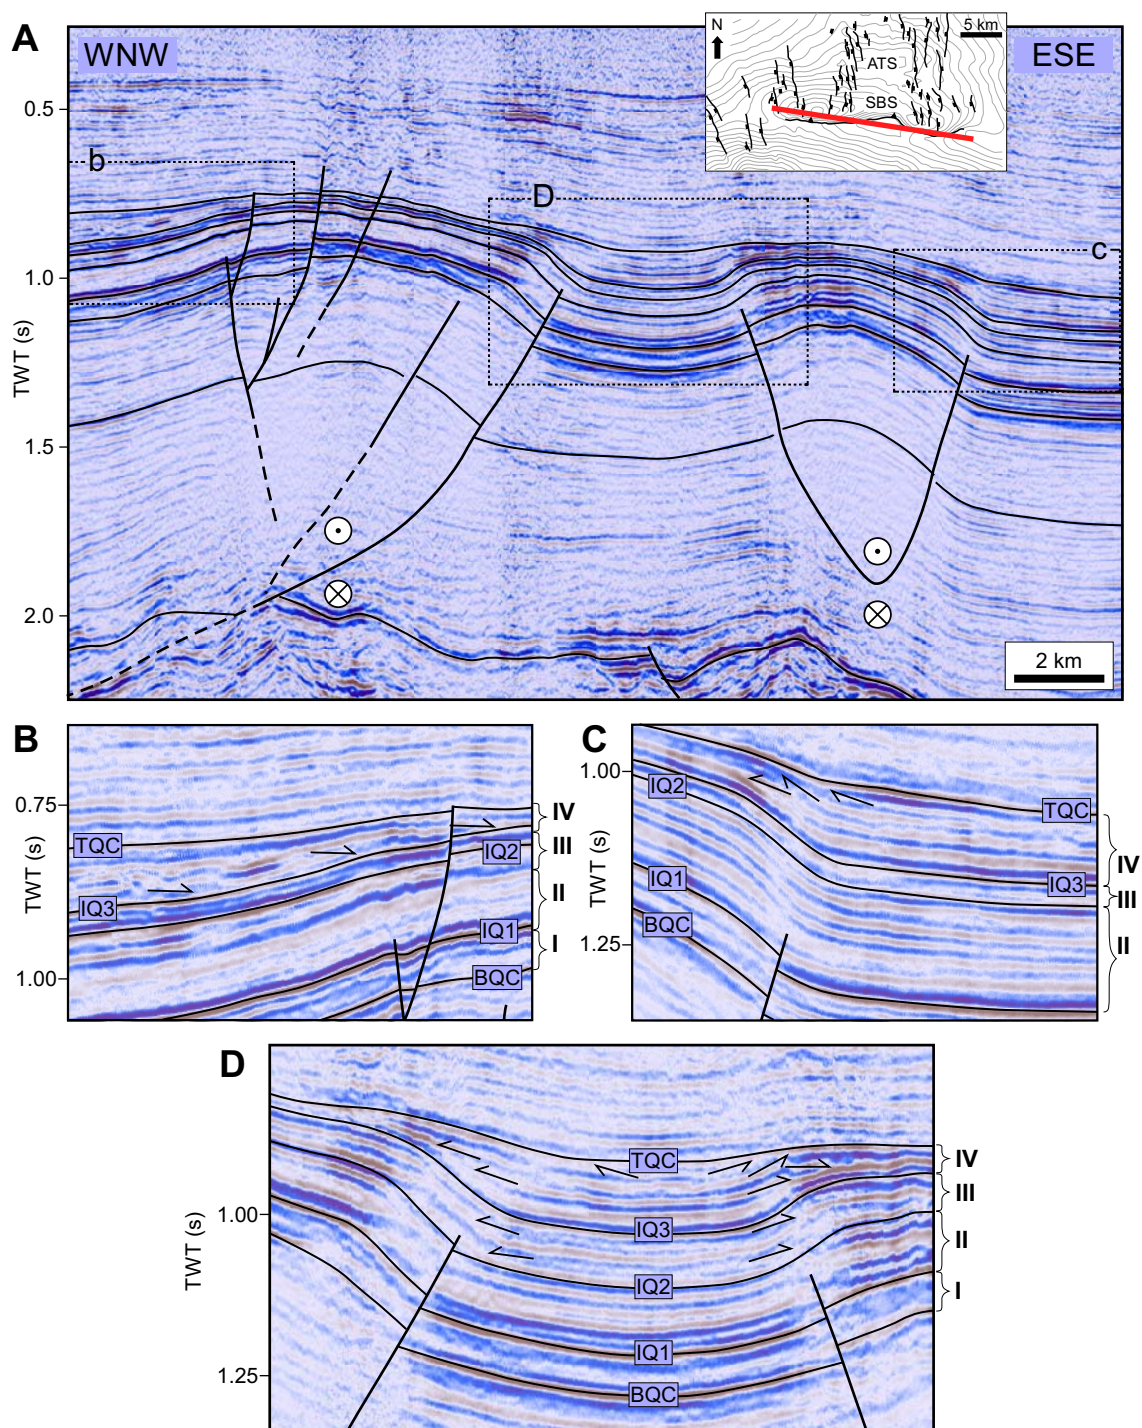 A
WNW
ESE
N
5 km
ATS
SBS
b
D
c
0.5
1.0
1.5
2.0
TWT (s)
2 km
B
0.75
1.00
TWT (s)
TQC
IQ3
IQ2
IQ1
BQC
IV
III
II
I
C
1.00
1.25
TWT (s)
IQ2
IQ1
BQC
TQC
IQ3
IV
III
II
D
1.00
1.25
TWT (s)
TQC
IQ3
IQ2
IQ1
BQC
IV
III
II
I